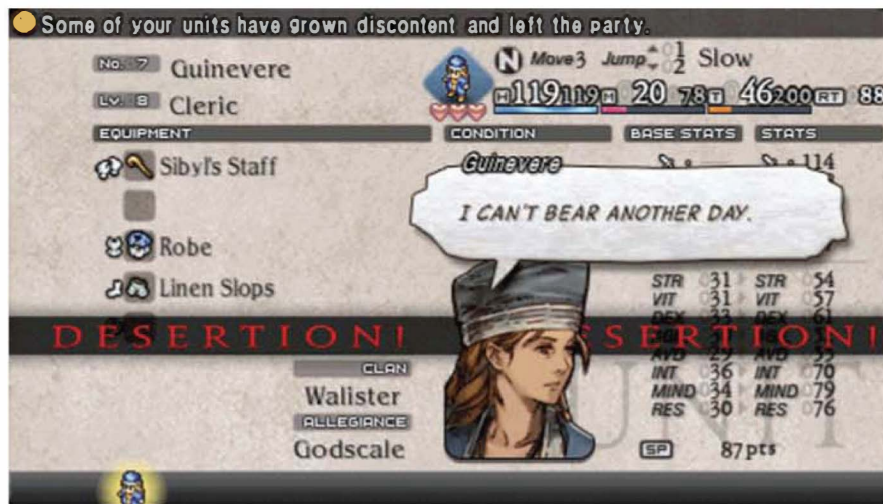 Some of your units have grown discontent and left the party.
No. 7 Guinevere
N Move3 Jump 1 2 Slow
H 119 119 M 20 78 T 46 200 RT 88
Lv. 8 Cleric
EQUIPMENT
CONDITION
BASE STATS STATS
Sibyl's Staff
Guinevere
114
I CAN'T BEAR ANOTHER DAY.
Robe
Linen Slops
STR 31 STR 54
VIT 31 VIT 57
DEX 33 DEX 61
DESERTION! DESERTION!
AVD 29 AVD 55
INT 36 INT 70
MIND 34 MIND 79
RES 30 RES 76
CLAN
Walister
ALLEGIANCE
Godscale
UNIT
SP 87pts